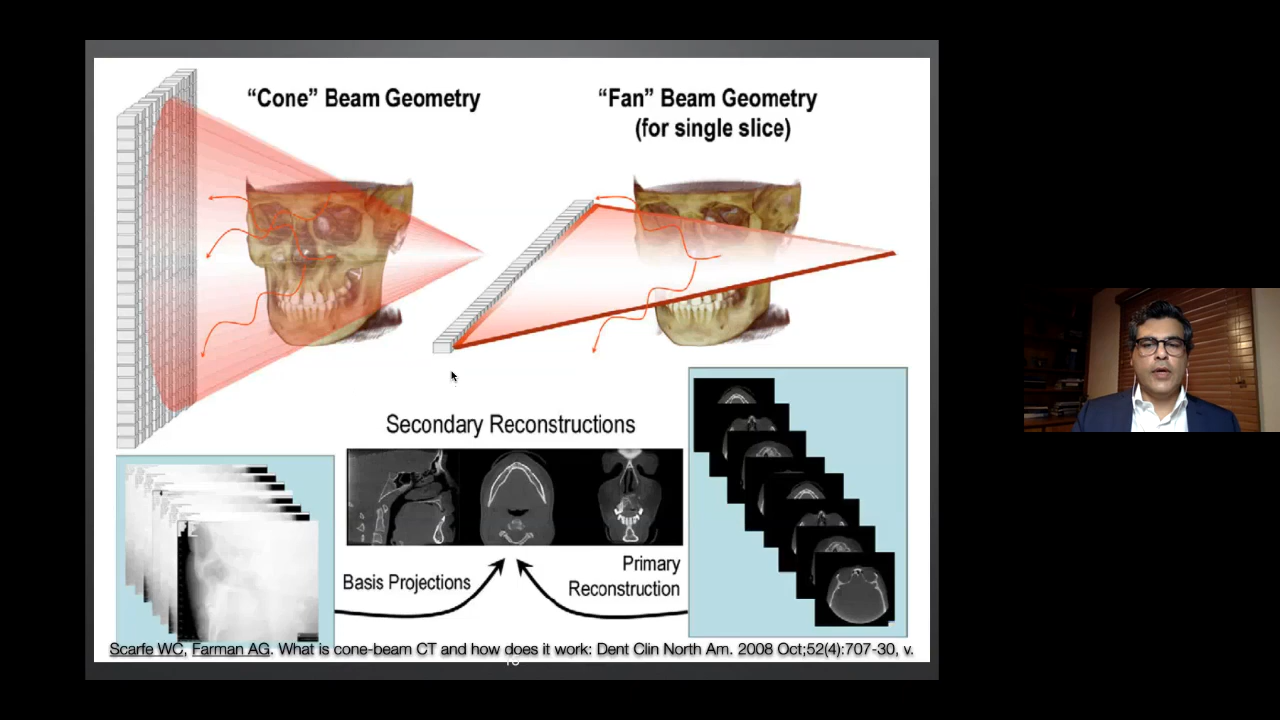 “Cone” Beam Geometry
“Fan” Beam Geometry
(for single slice)
Secondary Reconstructions
Basis Projections
Primary
Reconstruction
Scarfe WC, Farman AG. What is cone-beam CT and how does it work: Dent Clin North Am. 2008 Oct;52(4):707-30, v.